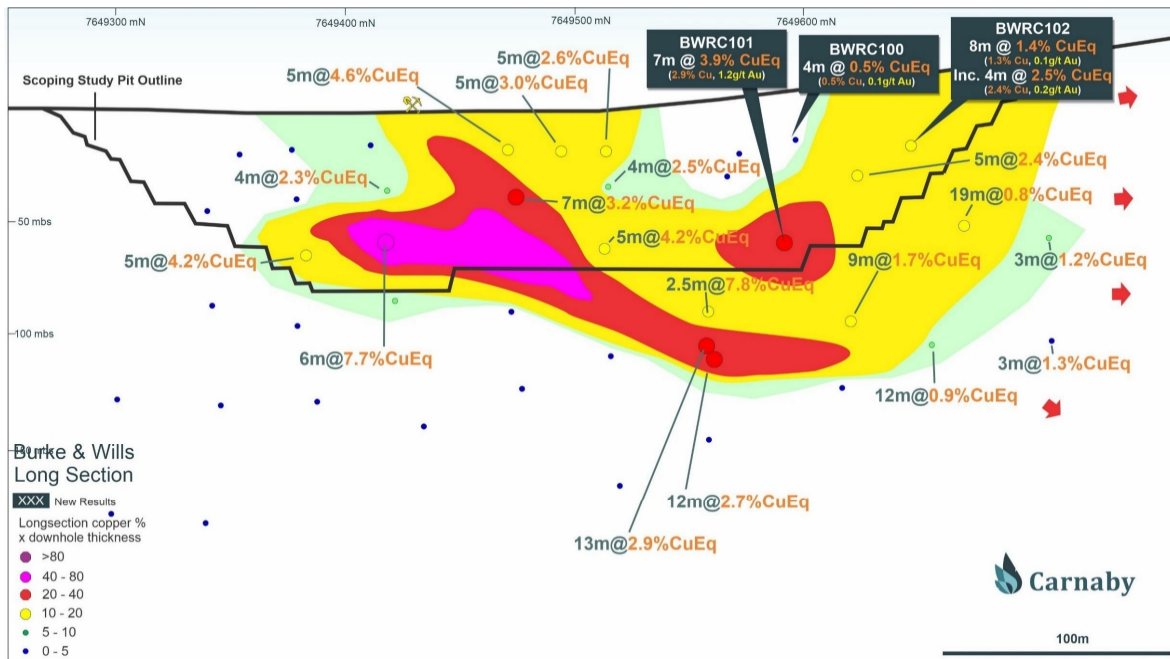 7649300 mN
7649400 mN
7649500 mN
7649600 mN
BWRC101
7m @ 3.9% CuEq
(2.9% Cu, 1.2g/t Au)
BWRC100
4m @ 0.5% CuEq
(0.5% Cu, 0.1g/t Au)
BWRC102
8m @ 1.4% CuEq
(1.3% Cu, 0.1g/t Au)
Inc. 4m @ 2.5% CuEq
(2.4% Cu, 0.2g/t Au)
Scoping Study Pit Outline
5m@4.6%CuEq
5m@2.6%CuEq
5m@3.0%CuEq
4m@2.3%CuEq
4m@2.5%CuEq
5m@2.4%CuEq
7m@3.2%CuEq
19m@0.8%CuEq
50 mbs
5m@4.2%CuEq
5m@4.2%CuEq
9m@1.7%CuEq
3m@1.2%CuEq
2.5m@7.8%CuEq
100 mbs
6m@7.7%CuEq
3m@1.3%CuEq
12m@0.9%CuEq
Burke & Wills
Long Section
XXX New Results
12m@2.7%CuEq
13m@2.9%CuEq
Longsection copper %
x downhole thickness
>80
40 - 80
20 - 40
10 - 20
5 - 10
0 - 5
Carnaby
100m